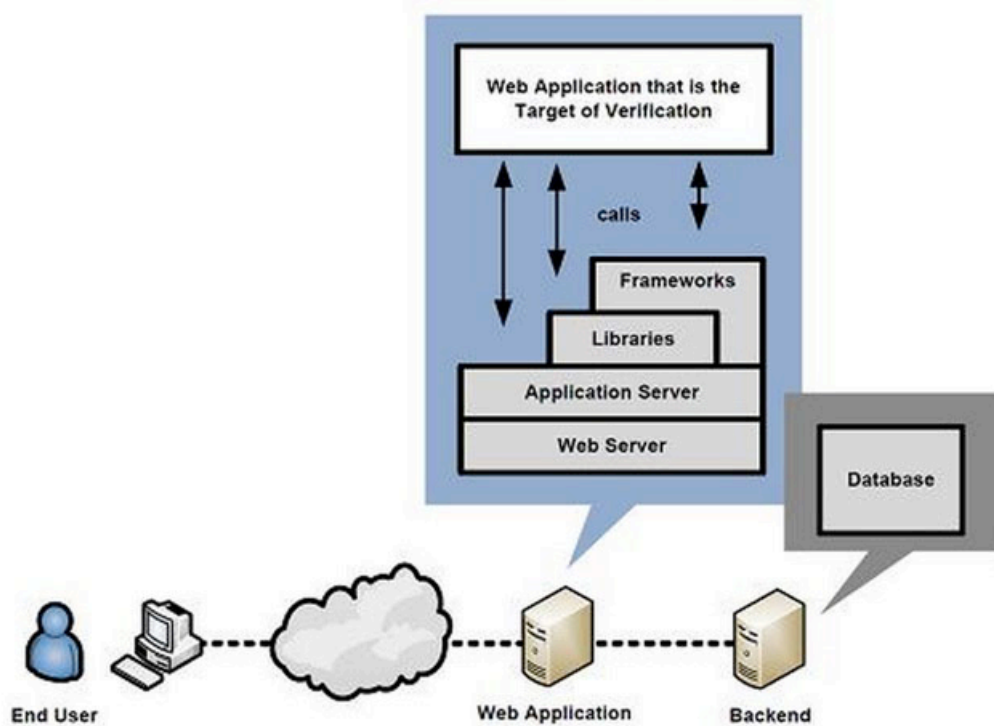 Web Application that is the
Target of Verification
calls
Frameworks
Libraries
Application Server
Web Server
Database
End User
Web Application
Backend